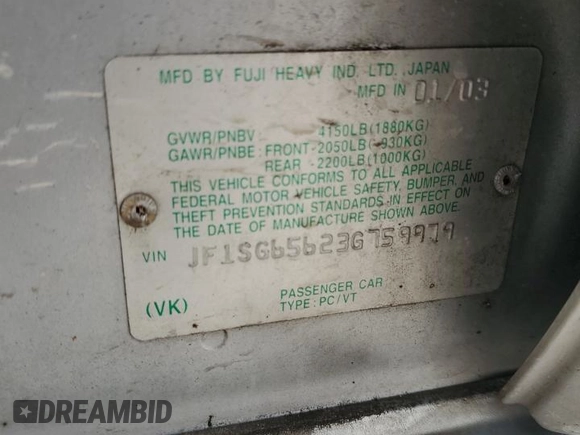 MFD BY FUJI HEAVY IND. LTD. JAPAN
MFD IN 01/03
GVWR/PNBV 4150LB(1880KG)
GAWR/PNBE: FRONT-2050LB( 930KG)
REAR -2200LB(1000KG)
THIS VEHICLE CONFORMS TO ALL APPLICABLE
FEDERAL MOTOR VEHICLE SAFETY, BUMPER, AND
THEFT PREVENTION STANDARDS IN EFFECT ON
THE DATE OF MANUFACTURE SHOWN ABOVE.
VIN JF1SG65623G759979
PASSENGER CAR
(VK) TYPE:PC/VT
DREAMBID